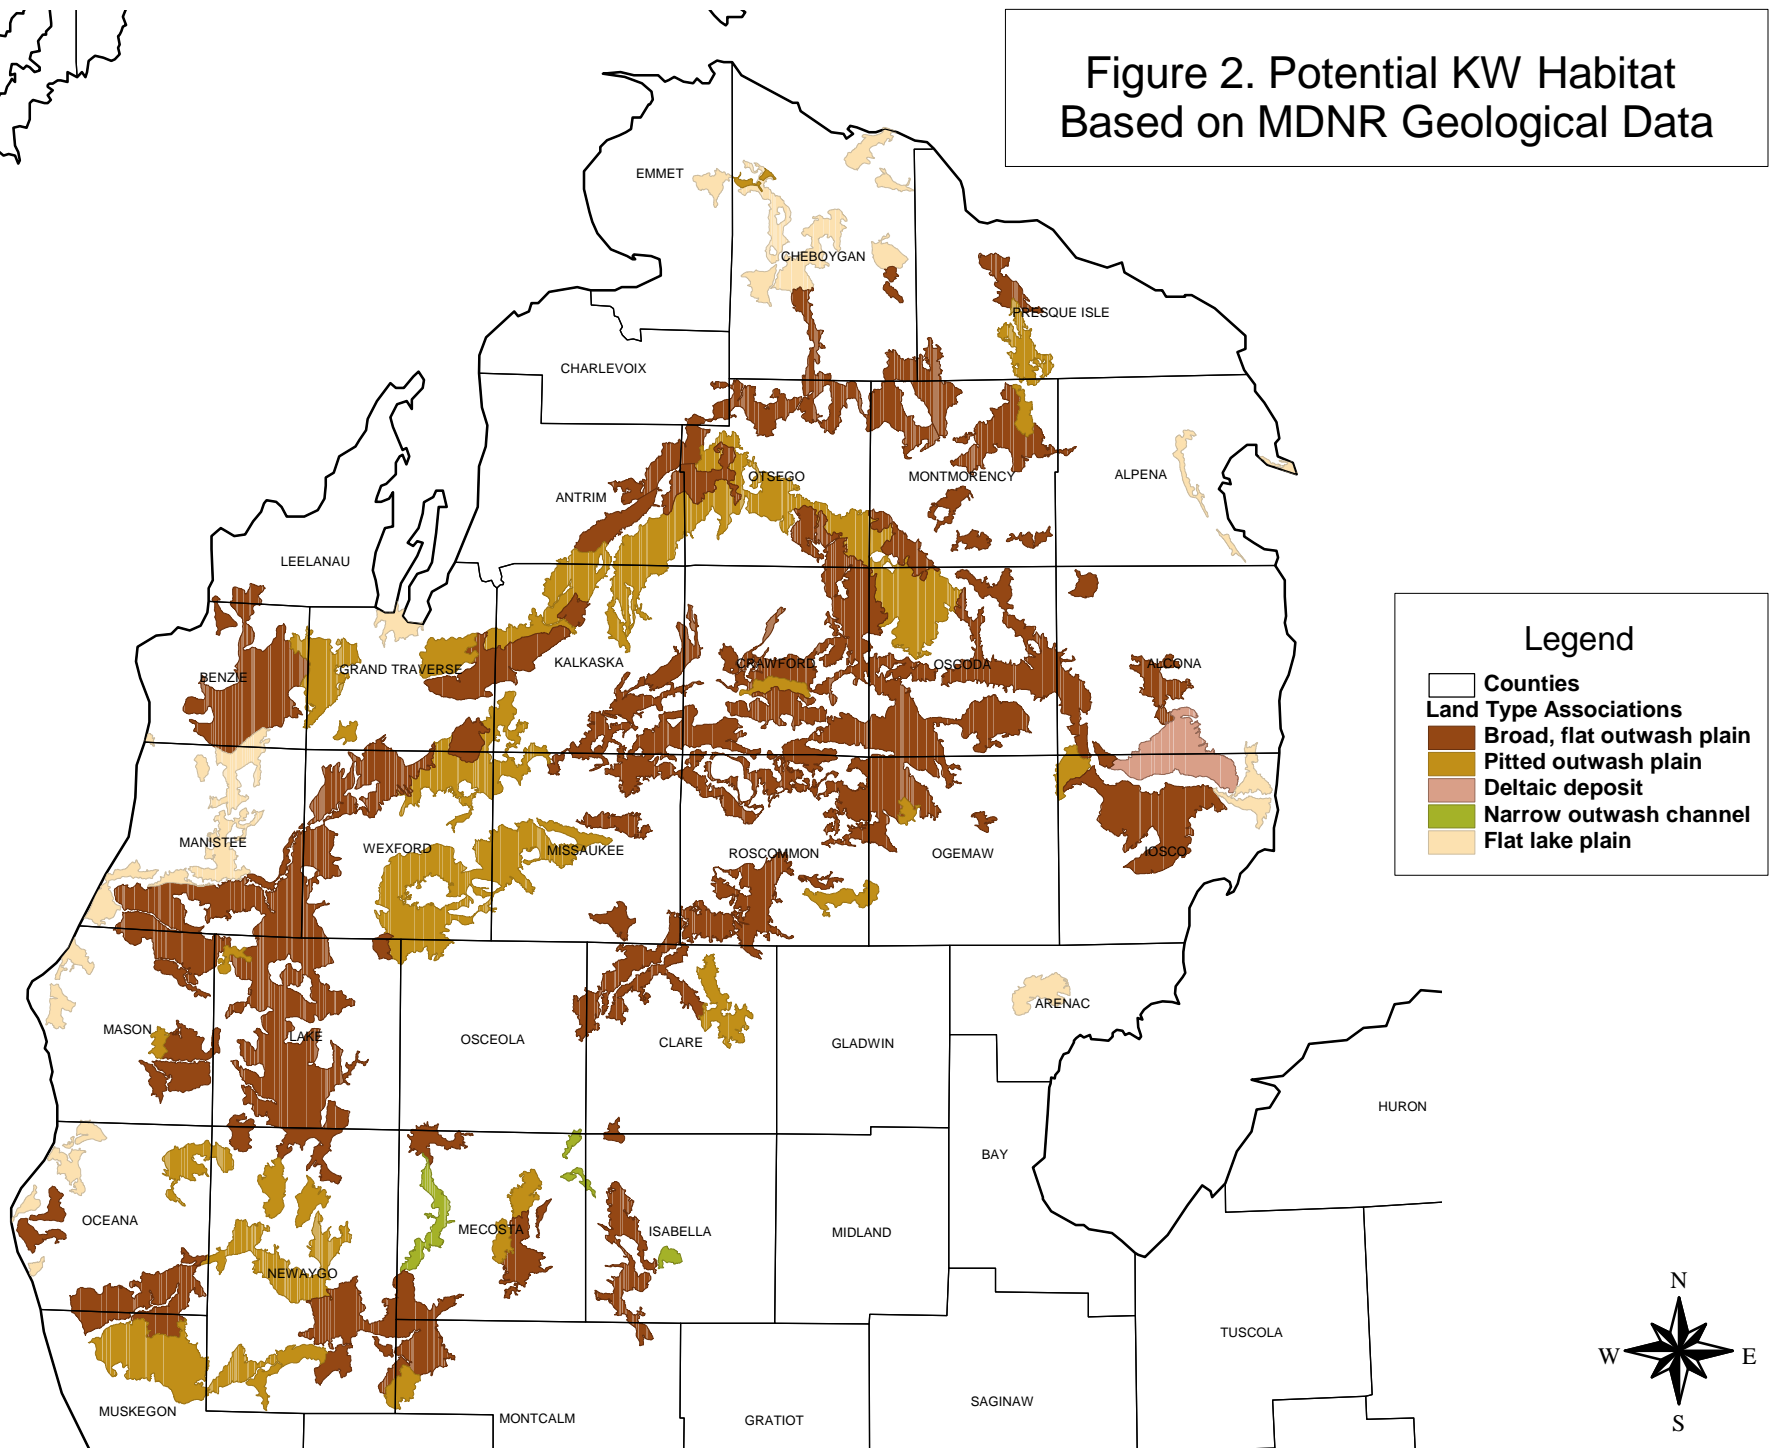 Figure 2. Potential KW Habitat
Based on MDNR Geological Data
EMMET
CHEBOYGAN
PRESQUE ISLE
CHARLEVOIX
OTSEGO
MONTMORENCY
ALPENA
ANTRIM
LEELANAU
BENZIE
GRAND TRAVERSE
KALKASKA
CRAWFORD
OSCODA
ALCONA
MANISTEE
WEXFORD
MISSAUKEE
ROSCOMMON
OGEMAW
IOSCO
MASON
LAKE
OSCEOLA
CLARE
GLADWIN
ARENAC
HURON
BAY
OCEANA
NEWAYGO
MECOSTA
ISABELLA
MIDLAND
TUSCOLA
MUSKEGON
MONTCALM
GRATIOT
SAGINAW
Legend
Counties
Land Type Associations
Broad, flat outwash plain
Pitted outwash plain
Deltaic deposit
Narrow outwash channel
Flat lake plain
N
W E
S